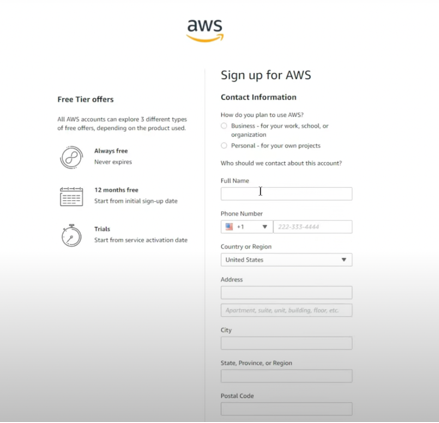 aws
Sign up for AWS
Free Tier offers
All AWS accounts can explore 3 different types
of free offers, depending on the product used.
Always free
Never expires
12 months free
Start from initial sign-up date
Trials
Start from service activation date
Contact Information
How do you plan to use AWS?
Business - for your work, school, or
organization
Personal - for your own projects
Who should we contact about this account?
Full Name
Phone Number
+1
222-333-4444
Country or Region
United States
Address
Apartment, suite, unit, building, floor, etc.
City
State, Province, or Region
Postal Code